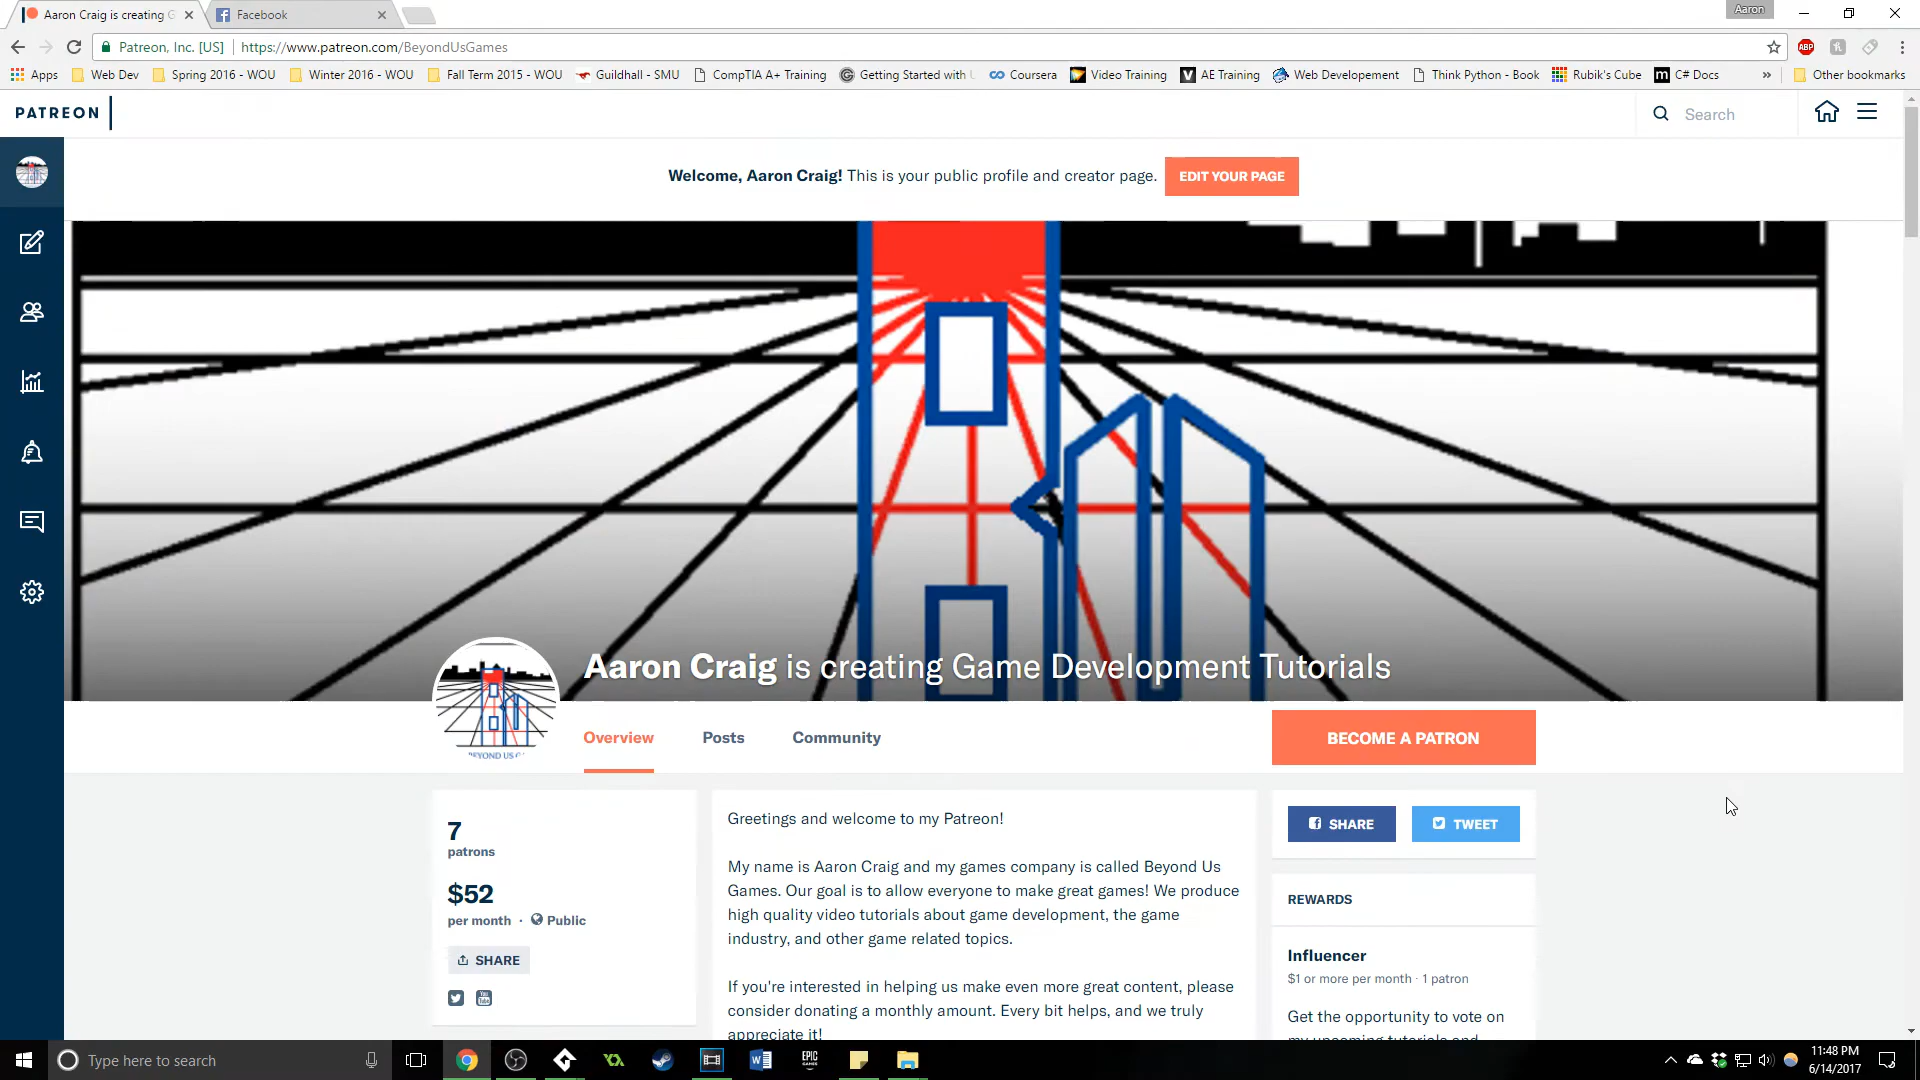 Aaron Craig is creating G
Facebook
Aaron
Patreon, Inc. [US]
https://www.patreon.com/BeyondUsGames
ABP
Apps
Web Dev
Spring 2016 - WOU
Winter 2016 - WOU
Fall Term 2015 - WOU
Guildhall - SMU
CompTIA A+ Training
Getting Started with
Coursera
Video Training
AE Training
Web Developement
Think Python - Book
Rubik's Cube
C# Docs
»
Other bookmarks
PATREON
Search
Welcome, Aaron Craig! This is your public profile and creator page.
EDIT YOUR PAGE
Aaron Craig is creating Game Development Tutorials
Overview
Posts
Community
BECOME A PATRON
7
patrons
$52
per month · Public
SHARE
Greetings and welcome to my Patreon!
My name is Aaron Craig and my games company is called Beyond Us
Games. Our goal is to allow everyone to make great games! We produce
high quality video tutorials about game development, the game
industry, and other game related topics.
If you're interested in helping us make even more great content, please
consider donating a monthly amount. Every bit helps, and we truly
appreciate it!
SHARE
TWEET
REWARDS
Influencer
$1 or more per month · 1 patron
Get the opportunity to vote on
my upcoming tutorials and
Type here to search
EPIC
GAMES
11:48 PM
6/14/2017